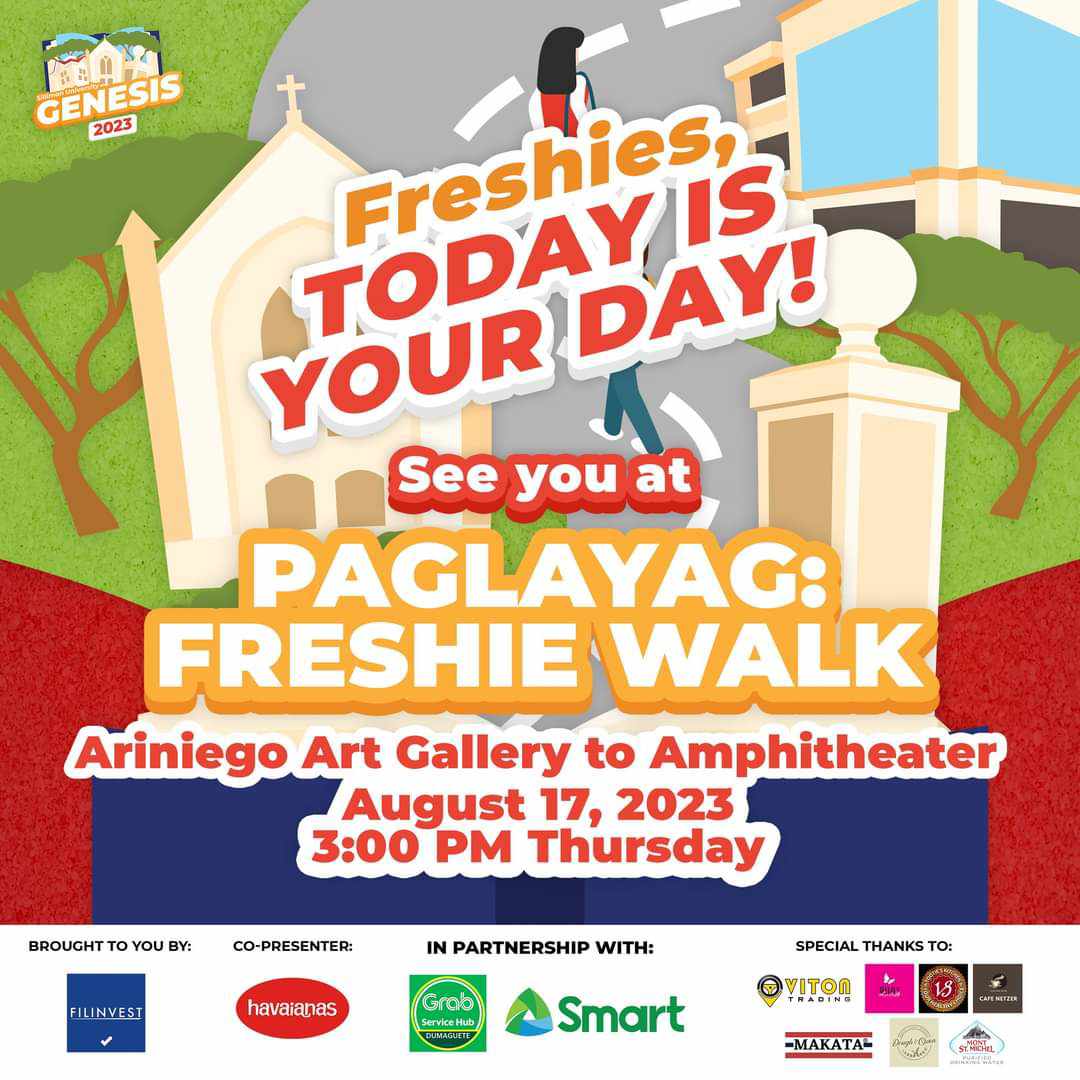 Silliman University
GENESIS
2023
Freshies,
TODAY IS
YOUR DAY!
See you at
PAGLAYAG:
FRESHIE WALK
Ariniego Art Gallery to Amphitheater
August 17, 2023
3:00 PM Thursday
BROUGHT TO YOU BY:
CO-PRESENTER:
IN PARTNERSHIP WITH:
SPECIAL THANKS TO:
FILINVEST
havaianas
Grab
Service Hub
DUMAGUETE
Smart
VITON
TRADING
18
CAFE NETZER
MAKATA
Dough & Oven
MONT
ST. MICHEL
PURIFIED
DRINKING WATER